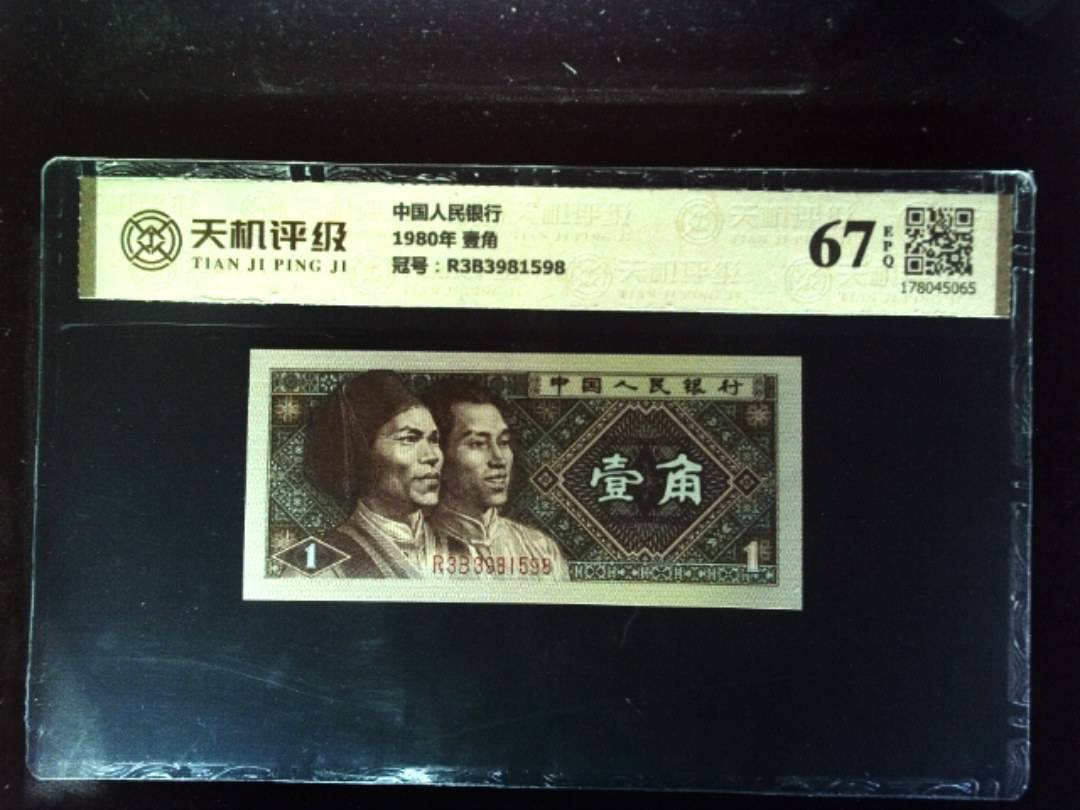 天机评级
TIAN JI PING JI
中国人民银行
1980年 壹角
冠号：R3B3981598
67
EPQ
178045065
中国人民银行
壹角
1
R3B3981598
1